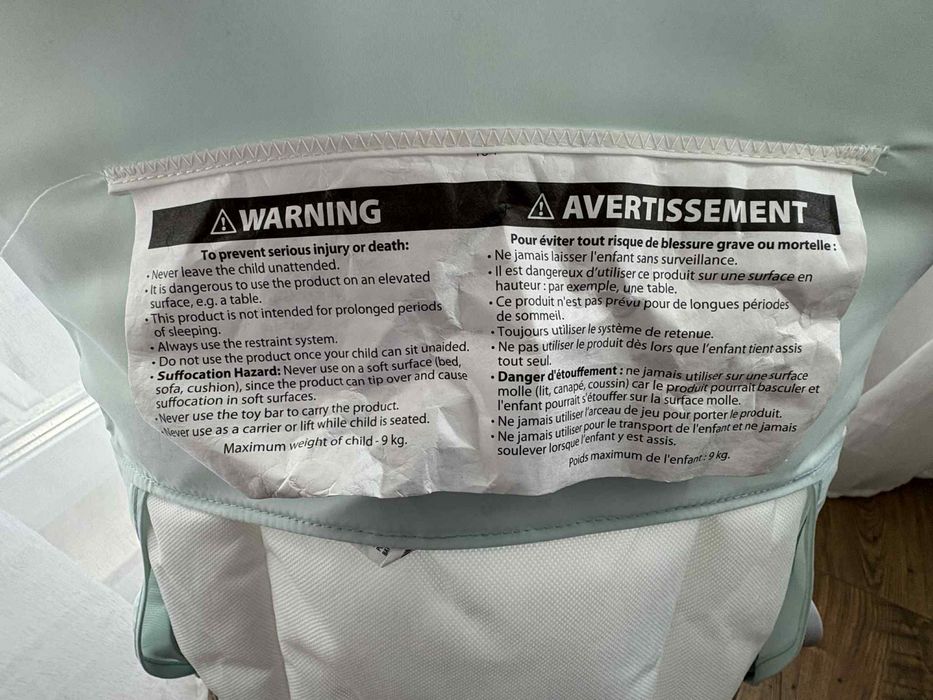 WARNING
To prevent serious injury or death:
• Never leave the child unattended.
• It is dangerous to use the product on an elevated
surface, e.g. a table.
• This product is not intended for prolonged periods
of sleeping.
• Always use the restraint system.
• Do not use the product once your child can sit unaided.
• Suffocation Hazard: Never use on a soft surface (bed,
sofa, cushion), since the product can tip over and cause
suffocation in soft surfaces.
• Never use the toy bar to carry the product.
• Never use as a carrier or lift while child is seated.
Maximum weight of child - 9 kg.
AVERTISSEMENT
Pour éviter tout risque de blessure grave ou mortelle :
• Ne jamais laisser l'enfant sans surveillance.
• Il est dangereux d'utiliser ce produit sur une surface en
hauteur : par exemple, une table.
• Ce produit n'est pas prévu pour de longues périodes
de sommeil.
• Toujours utiliser le système de retenue.
• Ne pas utiliser le produit dès lors que l'enfant tient assis
tout seul.
• Danger d'étouffement : ne jamais utiliser sur une surface
molle (lit, canapé, coussin) car le produit pourrait basculer et
l'enfant pourrait s'étouffer sur la surface molle.
• Ne jamais utiliser l'arceau de jeu pour porter le produit.
• Ne jamais utiliser pour le transport de l'enfant et ne jamais
soulever lorsque l'enfant y est assis.
Poids maximum de l'enfant : 9 kg.